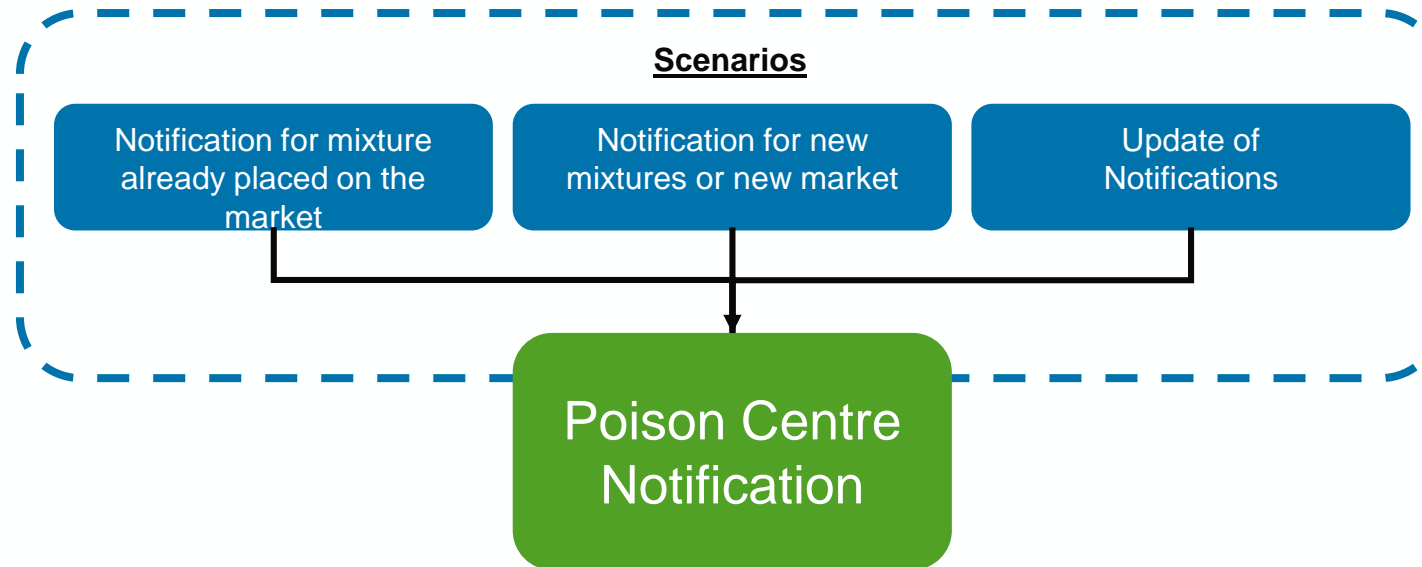 Scenarios
Notification for mixture
already placed on the
market
Notification for new
mixtures or new market
Update of
Notifications
Poison Centre
Notification